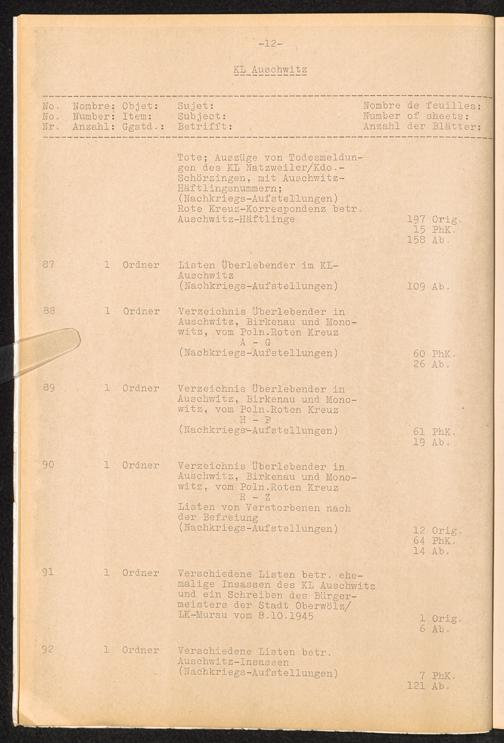 -12-
KL Auschwitz
No. Nombre: Objet: Sujet: Nombre de feuilles:
No. Number: Item: Subject: Number of sheets:
Nr. Anzahl: Ggstd.: Betrifft: Anzahl der Blätter:
Tote; Auszüge von Todesmeldun-
gen des KL Natzweiler/Kdo.-
Schörzingen, mit Auschwitz-
Häftlingsnummern;
(Nachkriegs-Aufstellungen)
Rote Kreuz-Korrespondenz betr.
Auschwitz-Häftlinge 197 Orig.
15 PhK.
158 Ab.
87 1 Ordner Listen Überlebender im KL-
Auschwitz
(Nachkriegs-Aufstellungen) 109 Ab.
88 1 Ordner Verzeichnis Überlebender in
Auschwitz, Birkenau und Mono-
witz, vom Poln.Roten Kreuz
A - G
(Nachkriegs-Aufstellungen) 60 PhK.
26 Ab.
89 1 Ordner Verzeichnis Überlebender in
Auschwitz, Birkenau und Mono-
witz, vom Poln.Roten Kreuz
H - P
(Nachkriegs-Aufstellungen) 61 PhK.
19 Ab.
90 1 Ordner Verzeichnis Überlebender in
Auschwitz, Birkenau und Mono-
witz, vom Poln.Roten Kreuz
R - Z
Listen von Verstorbenen nach
der Befreiung
(Nachkriegs-Aufstellungen) 12 Orig.
64 PhK.
14 Ab.
91 1 Ordner Verschiedene Listen betr. ehe-
malige Insassen des KL Auschwitz
und ein Schreiben des Bürger-
meisters der Stadt Oberwölz/
LK-Murau vom 8.10.1945 1 Orig.
6 Ab.
92 1 Ordner Verschiedene Listen betr.
Auschwitz-Insassen
(Nachkriegs-Aufstellungen) 7 PhK.
121 Ab.